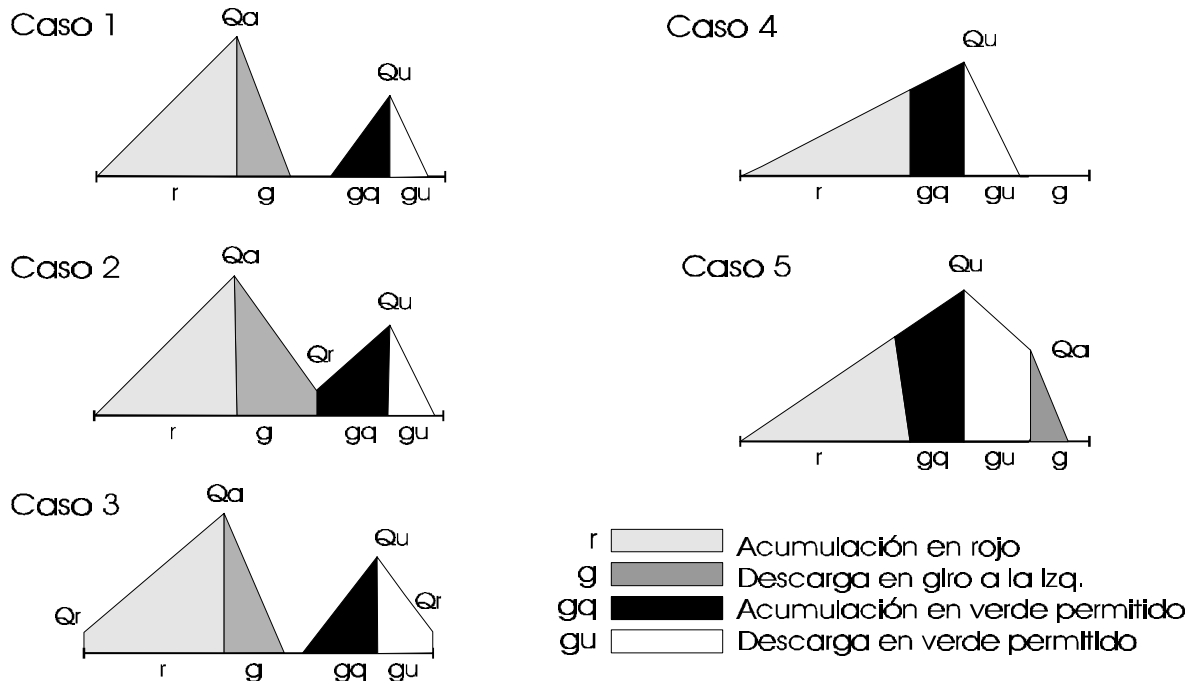 Caso 1
Qa
Qu
r g gq gu
Caso 2
Qa
Qu
Qr
r g gq gu
Caso 3
Qa
Qu
Qr
Qr
r g gq gu
Caso 4
Qu
r gq gu g
Caso 5
Qu
Qa
r gq gu g
r Acumulación en rojo
g Descarga en giro a la Izq.
gq Acumulación en verde permitido
gu Descarga en verde permitido